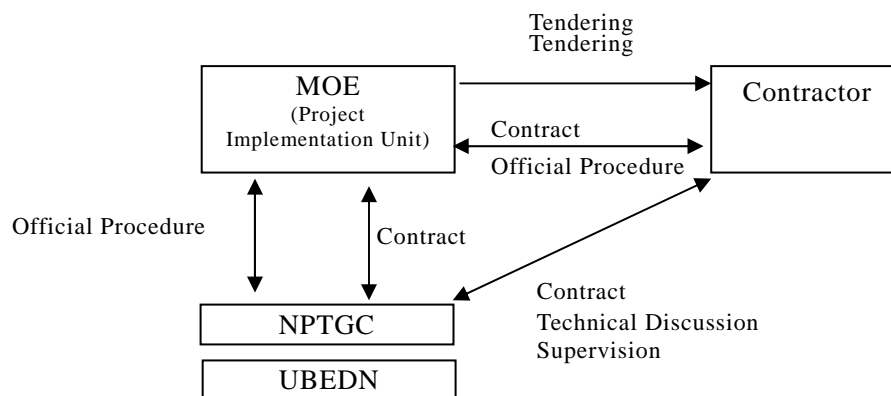 Tendering
Tendering
MOE
(Project
Implementation Unit)
Contractor
Contract
Official Procedure
Official Procedure
Contract
NPTGC
Contract
Technical Discussion
Supervision
UBEDN